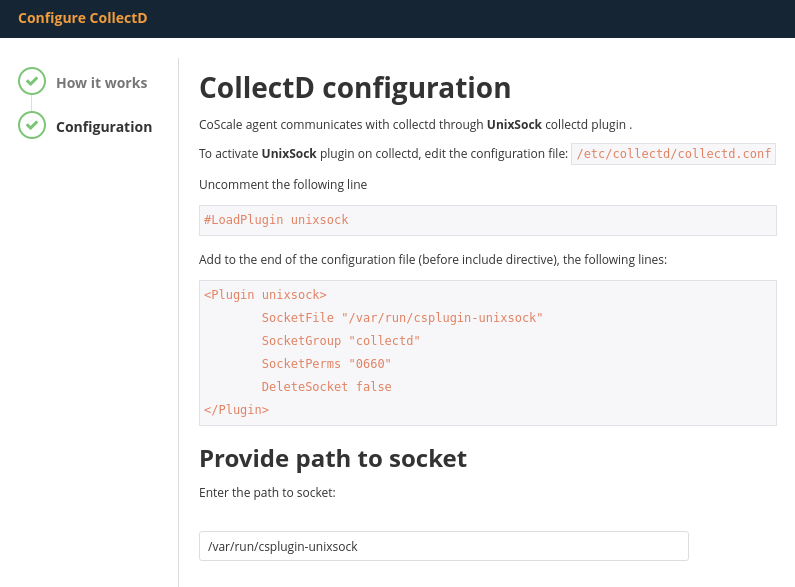 Configure CollectD
How it works
Configuration
CollectD configuration
CoScale agent communicates with collectd through UnixSock collectd plugin .
To activate UnixSock plugin on collectd, edit the configuration file: /etc/collectd/collectd.conf
Uncomment the following line
#LoadPlugin unixsock
Add to the end of the configuration file (before include directive), the following lines:
<Plugin unixsock>
        SocketFile "/var/run/csplugin-unixsock"
        SocketGroup "collectd"
        SocketPerms "0660"
        DeleteSocket false
</Plugin>
Provide path to socket
Enter the path to socket:
/var/run/csplugin-unixsock